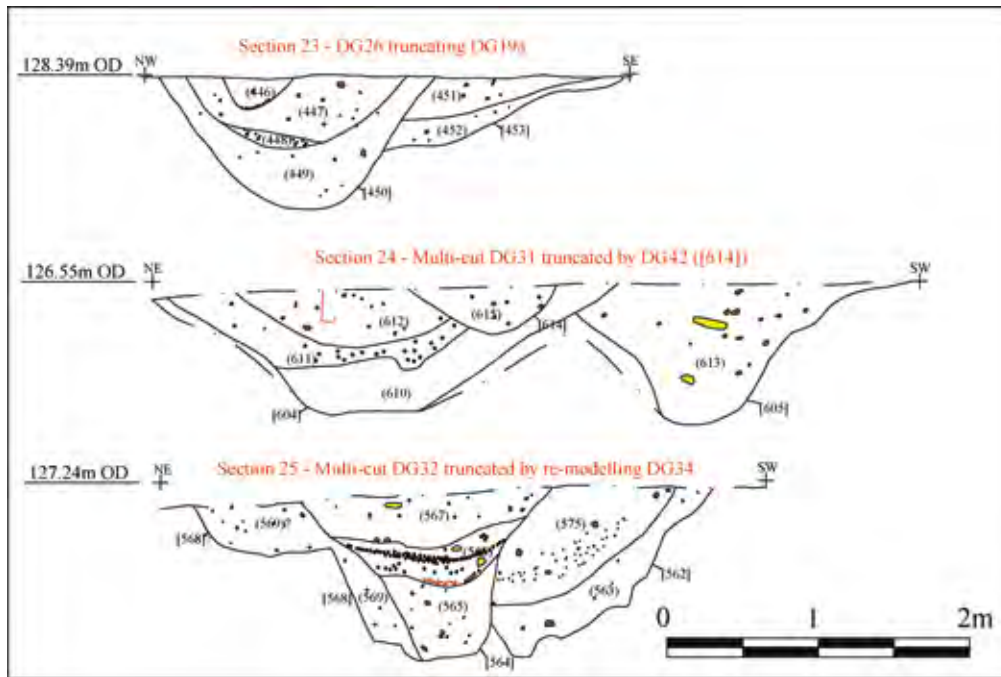 Section 23 - DG26 truncating DG19a
128.39m OD
NW
SE
(446)
(447)
(448)
(449)
[450]
(451)
(452)
[453]
Section 24 - Multi-cut DG31 truncated by DG42 ([614])
126.55m OD
NE
SW
(612)
(615)
[614]
(611)
(610)
(613)
[604]
[605]
Section 25 - Multi-cut DG32 truncated by re-modelling DG34
127.24m OD
NE
SW
(567)
(569)?
(575)
[568]
[562]
[568]
(569)
(565)
(563)
[564]
0
1
2m